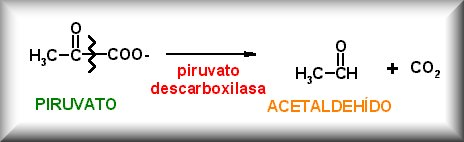 O
H₃C—C—COO-
piruvato
descarboxilasa
PIRUVATO
O
H₃C—CH
+ CO₂
ACETALDEHÍDO